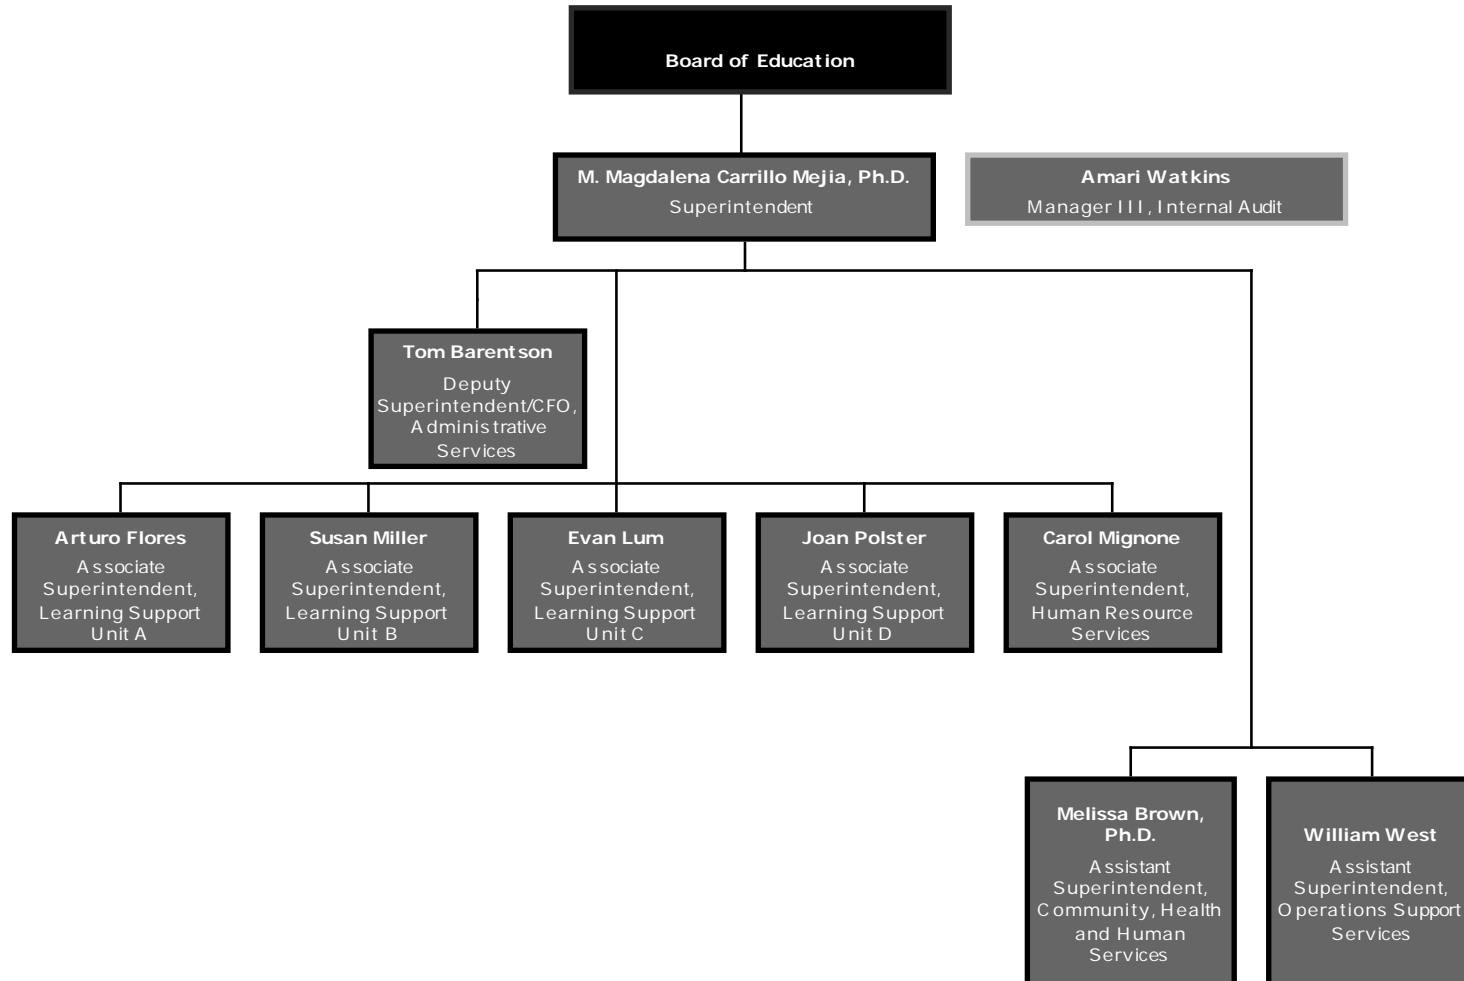 Board of Education
M. Magdalena Carrillo Mejia, Ph.D.
Superintendent
Amari Watkins
Manager III, Internal Audit
Tom Barentson
Deputy
Superintendent/CFO,
Administrative
Services
Arturo Flores
Associate
Superintendent,
Learning Support
Unit A
Susan Miller
Associate
Superintendent,
Learning Support
Unit B
Evan Lum
Associate
Superintendent,
Learning Support
Unit C
Joan Polster
Associate
Superintendent,
Learning Support
Unit D
Carol Mignone
Associate
Superintendent,
Human Resource
Services
Melissa Brown,
Ph.D.
Assistant
Superintendent,
Community, Health
and Human
Services
William West
Assistant
Superintendent,
Operations Support
Services